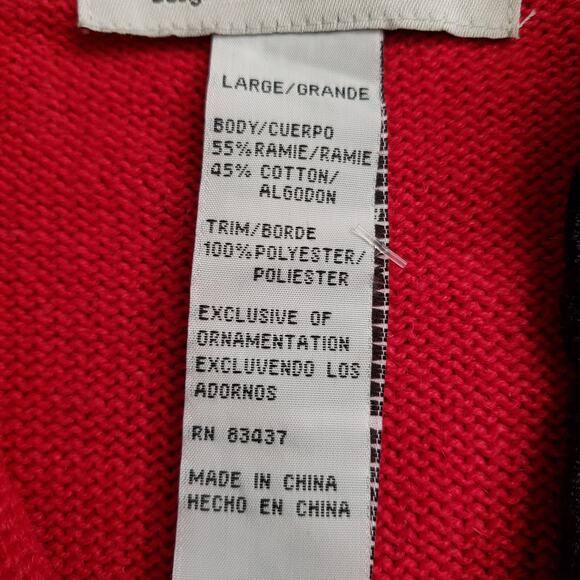 LARGE/GRANDE
BODY/CUERPO
55%RAMIE/RAMIE
45% COTTON/
ALGODON
TRIM/BORDE
100%POLYESTER/
POLIESTER
EXCLUSIVE OF
ORNAMENTATION
EXCLUVENDO LOS
ADORNOS
RN 83437
MADE IN CHINA
HECHO EN CHINA